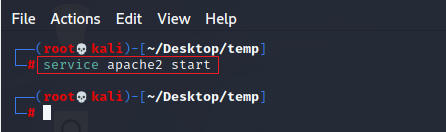 File Actions Edit View Help
(root💀kali)-[~/Desktop/temp]
# service apache2 start
(root💀kali)-[~/Desktop/temp]
#